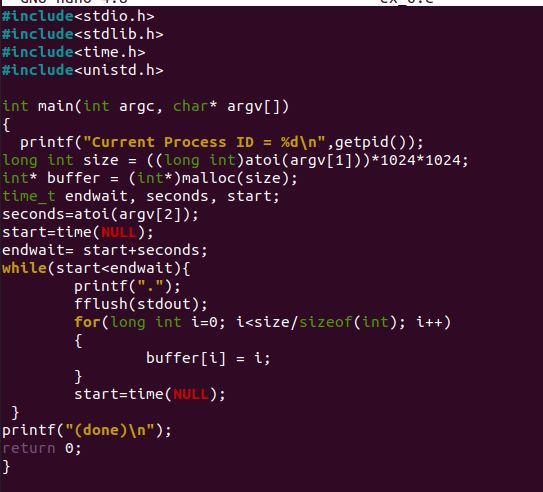 #include<stdio.h>
#include<stdlib.h>
#include<time.h>
#include<unistd.h>
int main(int argc, char* argv[])
{
printf("Current Process ID = %d\n",getpid());
long int size = ((long int)atoi(argv[1]))*1024*1024;
int* buffer = (int*)malloc(size);
time_t endwait, seconds, start;
seconds=atoi(argv[2]);
start=time(NULL);
endwait= start+seconds;
while(start<endwait){
printf(".");
fflush(stdout);
for(long int i=0; i<size/sizeof(int); i++)
{
buffer[i] = i;
}
start=time(NULL);
}
printf("(done)\n");
return 0;
}